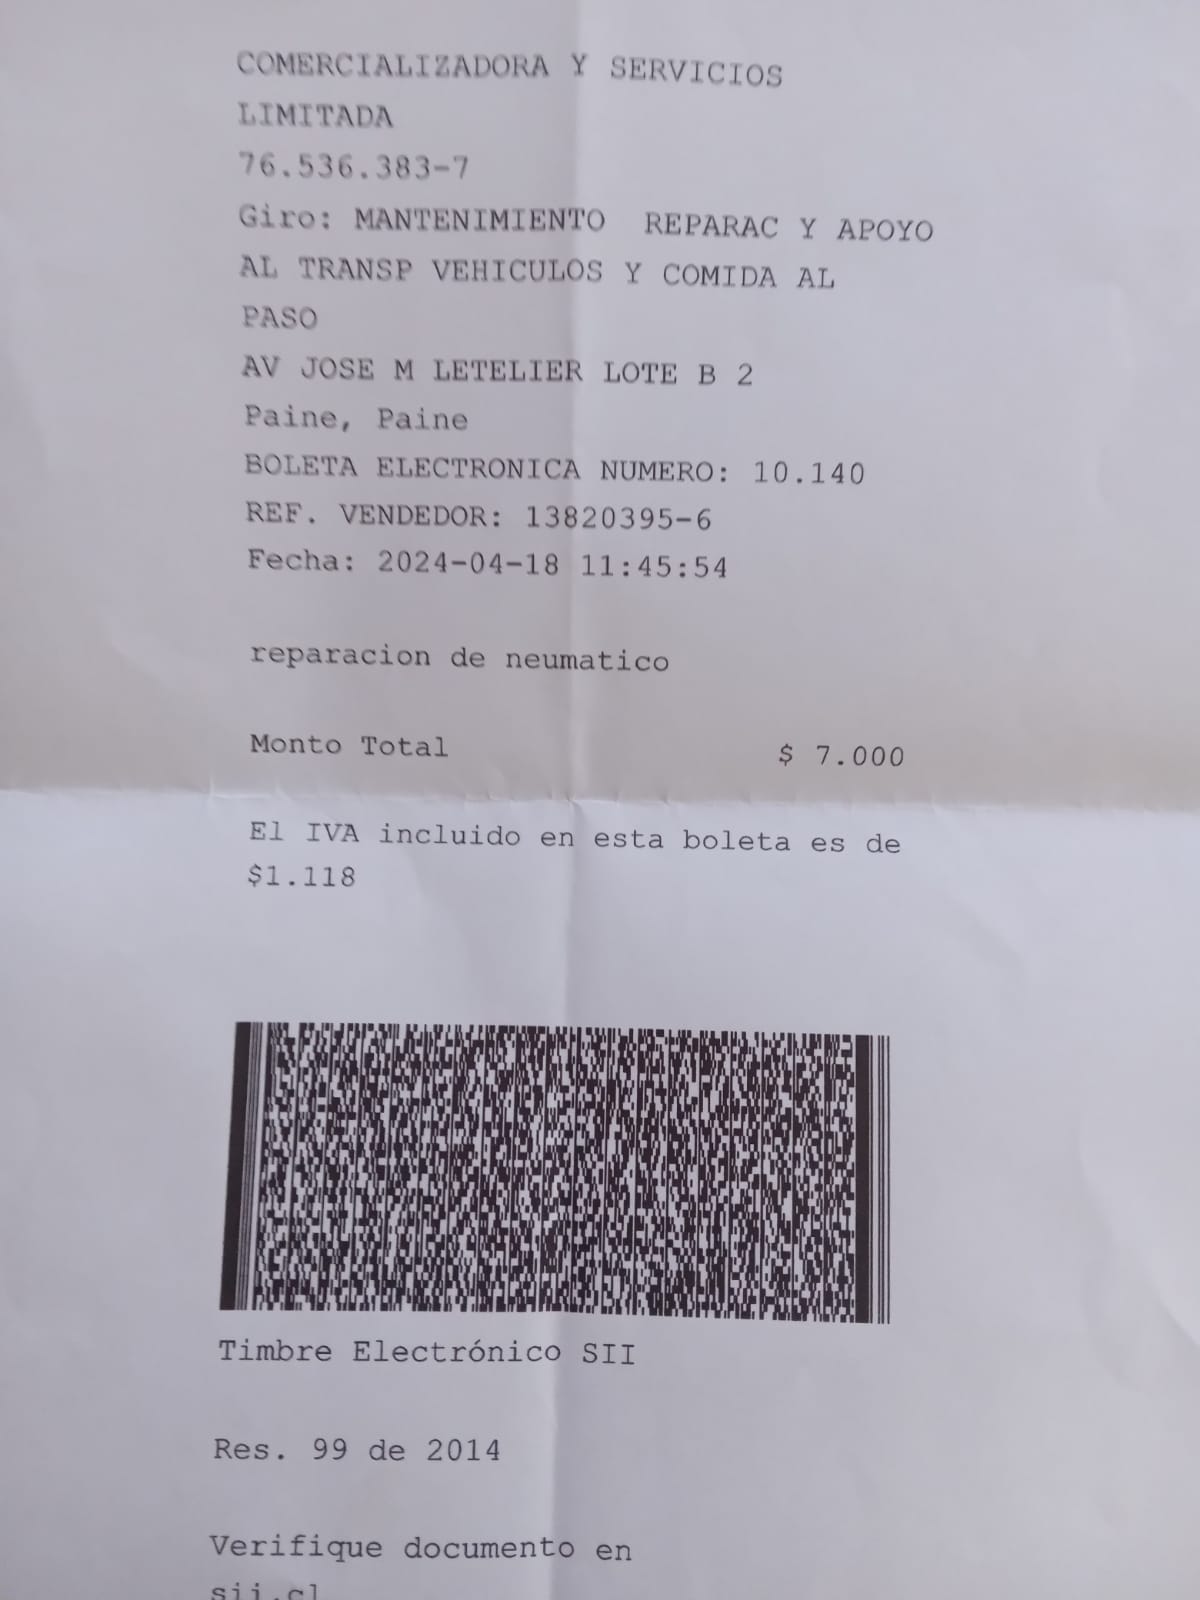 COMERCIALIZADORA Y SERVICIOS
LIMITADA
76.536.383-7
Giro: MANTENIMIENTO REPARAC Y APOYO
AL TRANSP VEHICULOS Y COMIDA AL
PASO
AV JOSE M LETELIER LOTE B 2
Paine, Paine
BOLETA ELECTRONICA NUMERO: 10.140
REF. VENDEDOR: 13820395-6
Fecha: 2024-04-18 11:45:54
reparacion de neumatico
Monto Total $ 7.000
El IVA incluido en esta boleta es de
$1.118
Timbre Electrónico SII
Res. 99 de 2014
Verifique documento en
sii.cl